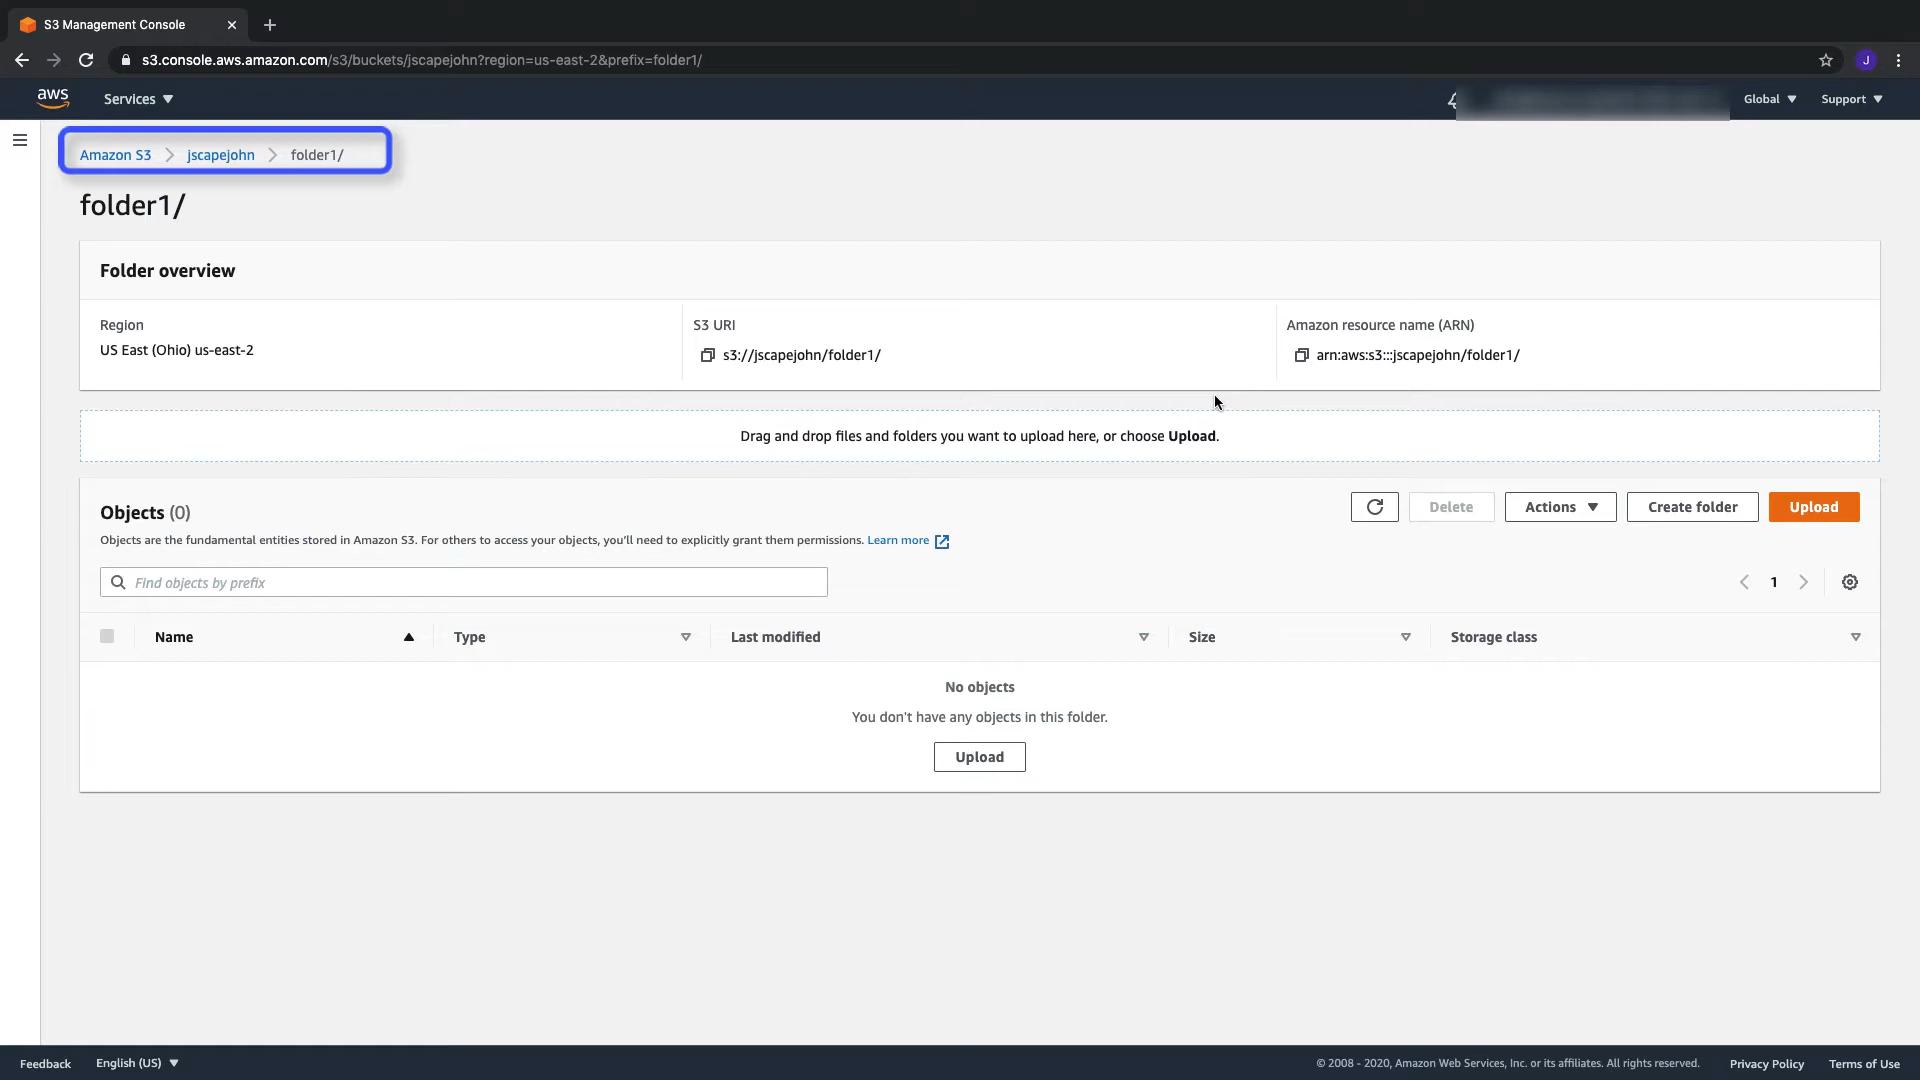 S3 Management Console
s3.console.aws.amazon.com/s3/buckets/jscapejohn?region=us-east-2&prefix=folder1/
J
aws
Services
Global
Support
Amazon S3 jscapejohn folder1/
folder1/
Folder overview
Region
US East (Ohio) us-east-2
S3 URI
s3://jscapejohn/folder1/
Amazon resource name (ARN)
arn:aws:s3:::jscapejohn/folder1/
Drag and drop files and folders you want to upload here, or choose Upload.
Objects (0)
Delete
Actions
Create folder
Upload
Objects are the fundamental entities stored in Amazon S3. For others to access your objects, you'll need to explicitly grant them permissions. Learn more
Find objects by prefix
1
Name Type Last modified Size Storage class
No objects
You don't have any objects in this folder.
Upload
Feedback
English (US)
© 2008 - 2020, Amazon Web Services, Inc. or its affiliates. All rights reserved.
Privacy Policy
Terms of Use